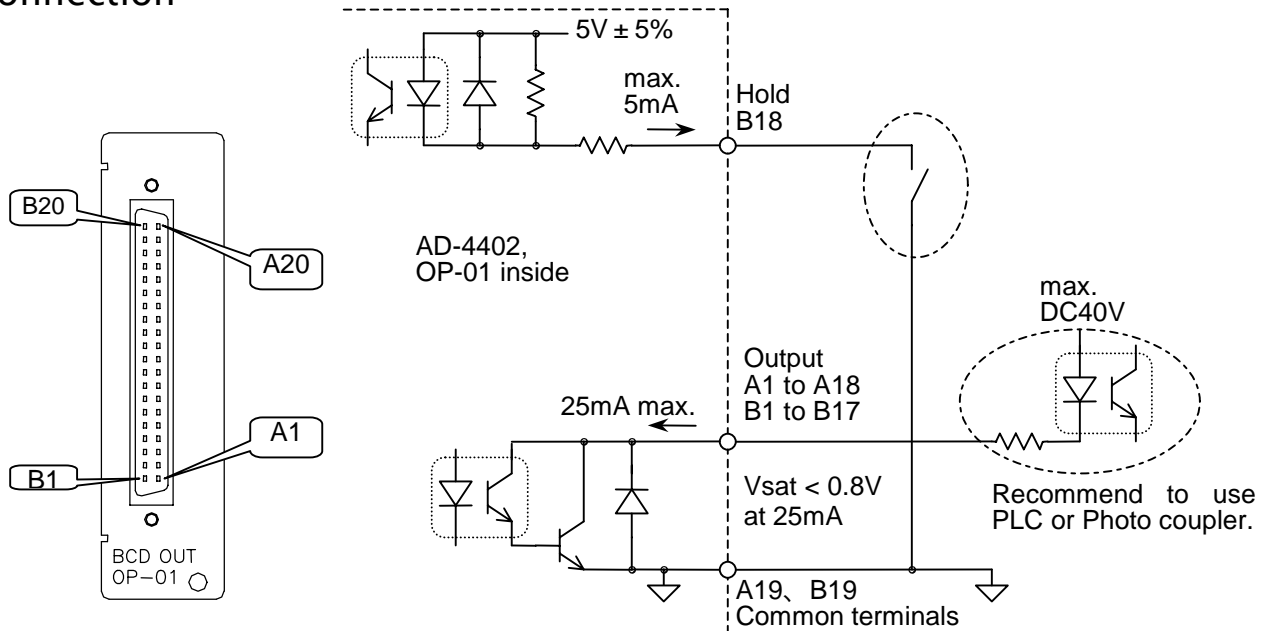 5V ± 5%
max.
5mA
Hold
B18
B20
A20
AD-4402,
OP-01 inside
max.
DC40V
Output
A1 to A18
B1 to B17
25mA max.
A1
B1
Vsat < 0.8V
at 25mA
Recommend to use
PLC or Photo coupler.
BCD OUT
OP-01
A19、B19
Common terminals